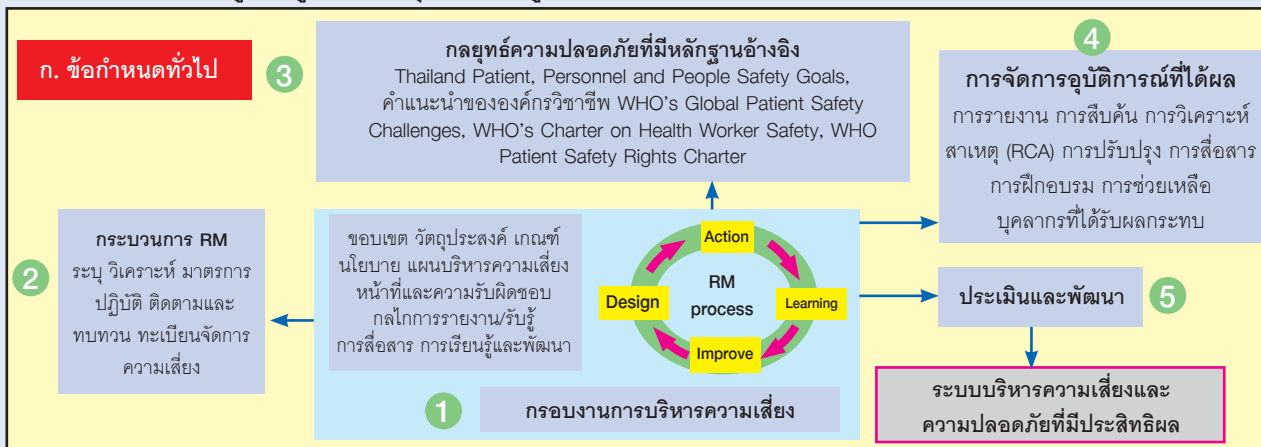 ก. ข้อกำหนดทั่วไป
3
กลยุทธ์ความปลอดภัยที่มีหลักฐานอ้างอิง
Thailand Patient, Personnel and People Safety Goals,
คำแนะนำขององค์กรวิชาชีพ WHO's Global Patient Safety
Challenges, WHO's Charter on Health Worker Safety, WHO
Patient Safety Rights Charter
4
การจัดการอุบัติการณ์ที่ได้ผล
การรายงาน การสืบค้น การวิเคราะห์
สาเหตุ (RCA) การปรับปรุง การสื่อสาร
การฝึกอบรม การช่วยเหลือ
บุคลากรที่ได้รับผลกระทบ
2
กระบวนการ RM
ระบุ วิเคราะห์ มาตรการ
ปฏิบัติ ติดตามและ
ทบทวน ทะเบียนจัดการ
ความเสี่ยง
ขอบเขต วัตถุประสงค์ เกณฑ์
นโยบาย แผนบริหารความเสี่ยง
หน้าที่และความรับผิดชอบ
กลไกการรายงาน/รับรู้
การสื่อสาร การเรียนรู้และพัฒนา
Action
Design
RM
process
Learning
Improve
1
กรอบงานการบริหารความเสี่ยง
ประเมินและพัฒนา
5
ระบบบริหารความเสี่ยงและ
ความปลอดภัยที่มีประสิทธิผล